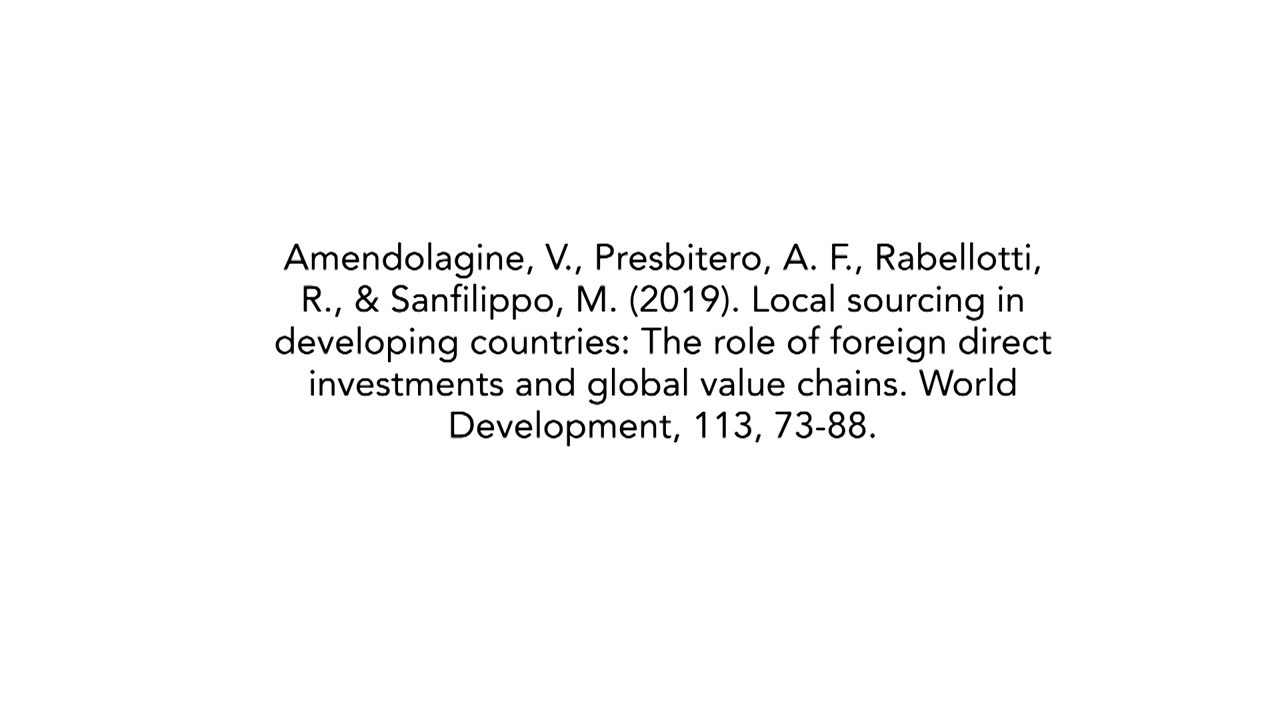 Amendolagine, V., Presbitero, A. F., Rabellotti,
R., & Sanfilippo, M. (2019). Local sourcing in
developing countries: The role of foreign direct
investments and global value chains. World
Development, 113, 73-88.